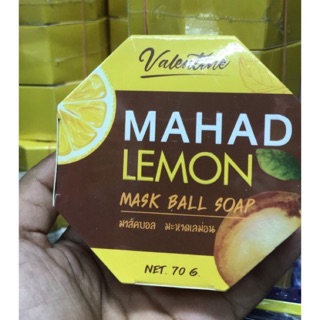 Valentine
MAHAD
LEMON
MASK BALL SOAP
มาส์คบอล มะหาดเลม่อน
NET. 70 G.